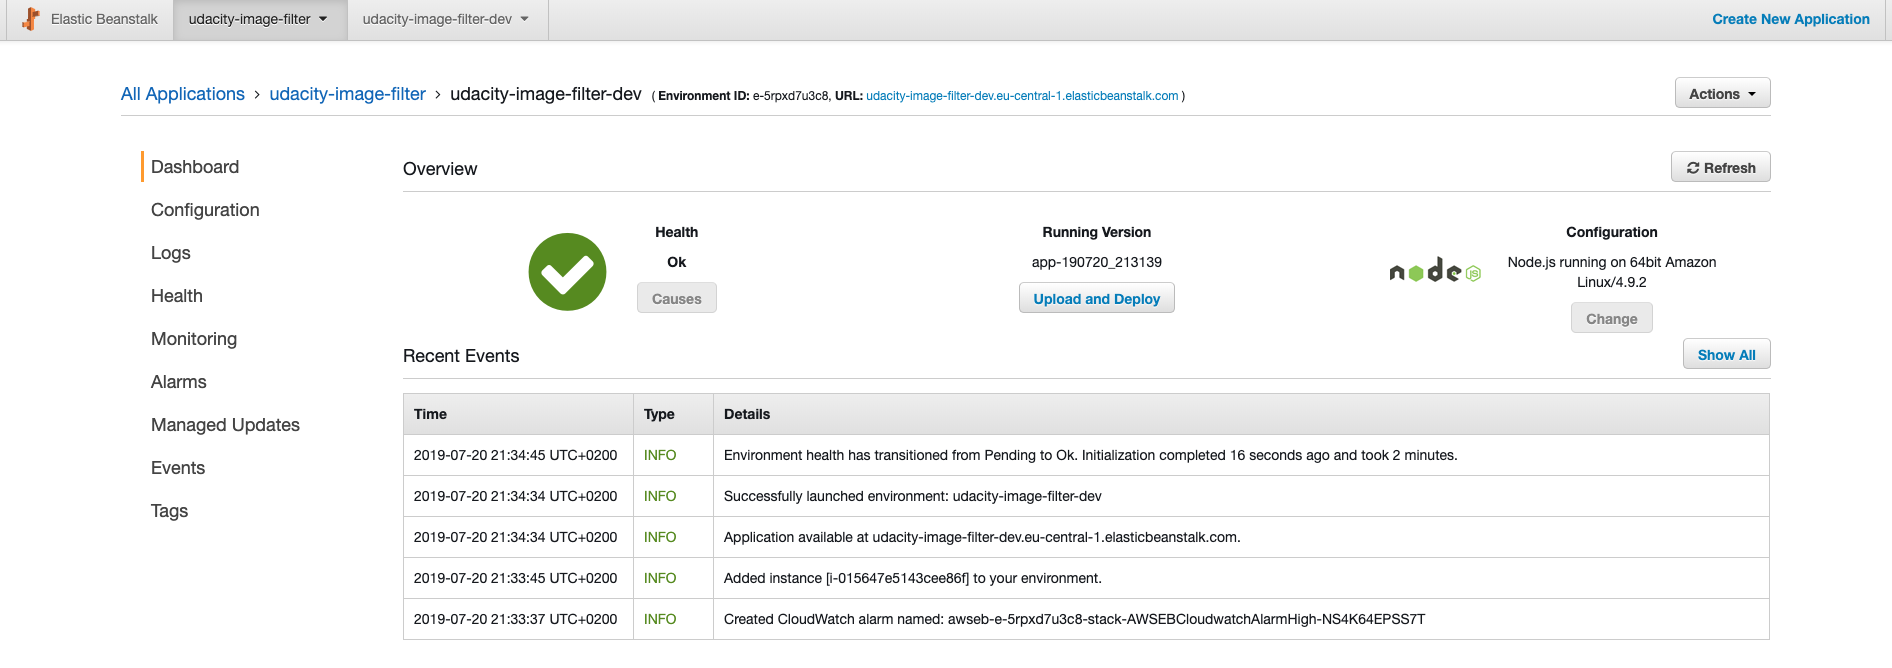 Elastic Beanstalk udacity-image-filter udacity-image-filter-dev Create New Application
All Applications › udacity-image-filter › udacity-image-filter-dev ( Environment ID: e-5rpxd7u3c8, URL: udacity-image-filter-dev.eu-central-1.elasticbeanstalk.com ) Actions
Dashboard
Configuration
Logs
Health
Monitoring
Alarms
Managed Updates
Events
Tags
Overview Refresh
Health
Ok
Causes
Running Version
app-190720_213139
Upload and Deploy
node JS
Configuration
Node.js running on 64bit Amazon
Linux/4.9.2
Change
Recent Events Show All
Time Type Details
2019-07-20 21:34:45 UTC+0200 INFO Environment health has transitioned from Pending to Ok. Initialization completed 16 seconds ago and took 2 minutes.
2019-07-20 21:34:34 UTC+0200 INFO Successfully launched environment: udacity-image-filter-dev
2019-07-20 21:34:34 UTC+0200 INFO Application available at udacity-image-filter-dev.eu-central-1.elasticbeanstalk.com.
2019-07-20 21:33:45 UTC+0200 INFO Added instance [i-015647e5143cee86f] to your environment.
2019-07-20 21:33:37 UTC+0200 INFO Created CloudWatch alarm named: awseb-e-5rpxd7u3c8-stack-AWSEBCloudwatchAlarmHigh-NS4K64EPSS7T